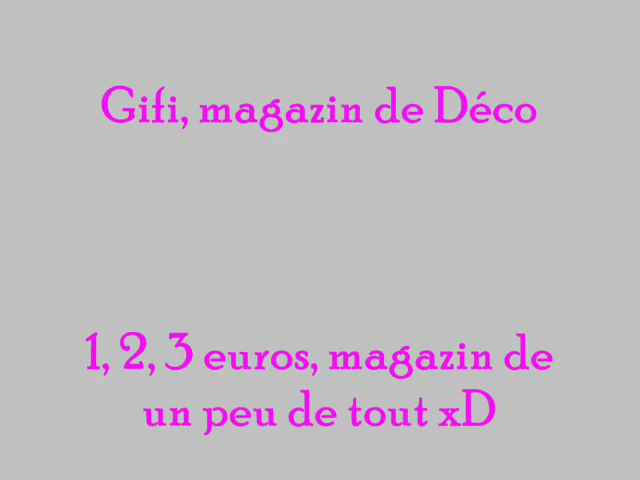 Gifi, magazin de Déco
1, 2, 3 euros, magazin de
un peu de tout xD